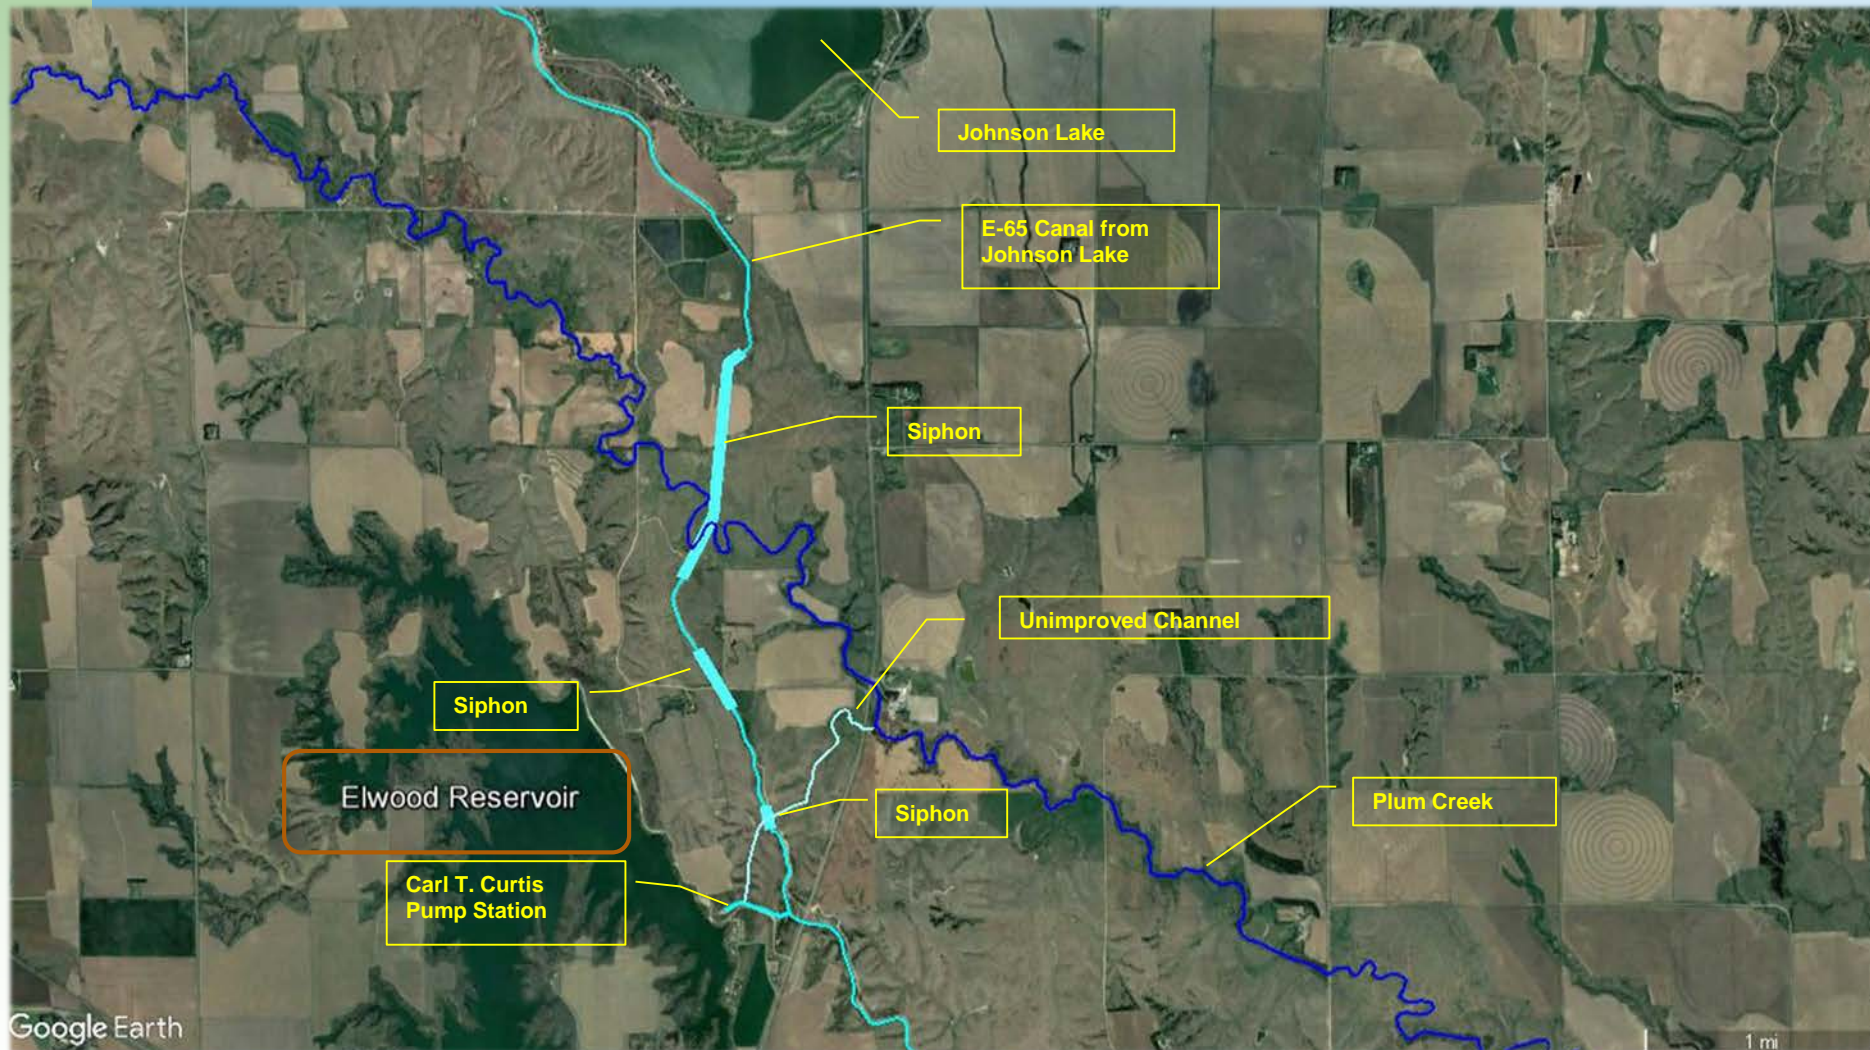 Johnson Lake
E-65 Canal from
Johnson Lake
Siphon
Unimproved Channel
Siphon
Elwood Reservoir
Siphon
Plum Creek
Carl T. Curtis
Pump Station
Google Earth
1 mi